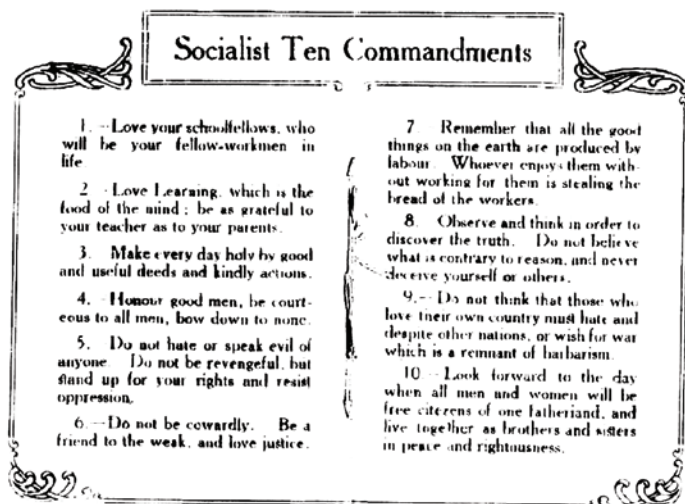 Socialist Ten Commandments
1. —Love your schoolfellows, who
will be your fellow-workmen in
life
2 —Love Learning, which is the
food of the mind ; be as grateful to
your teacher as to your parents.
3. Make every day holy by good
and useful deeds and kindly actions.
4. —Honour good men, be court-
eous to all men, bow down to none.
5. Do not hate or speak evil of
anyone Do not be revengeful, but
stand up for your rights and resist
oppression.
6.—Do not be cowardly. Be a
friend to the weak, and love justice.
7 Remember that all the good
things on the earth are produced by
labour Whoever enjoys them with-
out working for them is stealing the
bread of the workers.
8. Observe and think in order to
discover the truth. Do not believe
what is contrary to reason, and never
deceive yourself or others.
9.— Do not think that those who
love their own country must hate and
despite other nations, or wish for war
which is a remnant of barbarism.
10 —Look forward to the day
when all men and women will be
free citezens of one fatherland, and
live together as brothers and sisters
in peace and rightousness.